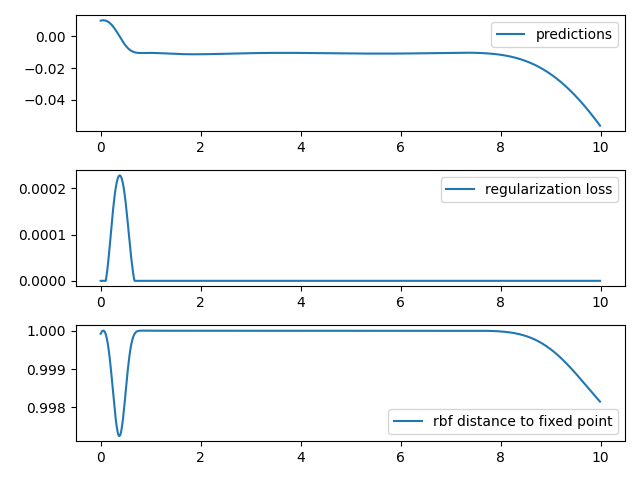 predictions
0.00
−0.02
−0.04
0 2 4 6 8 10
regularization loss
0.0002
0.0001
0.0000
0 2 4 6 8 10
1.000
0.999
0.998
rbf distance to fixed point
0 2 4 6 8 10